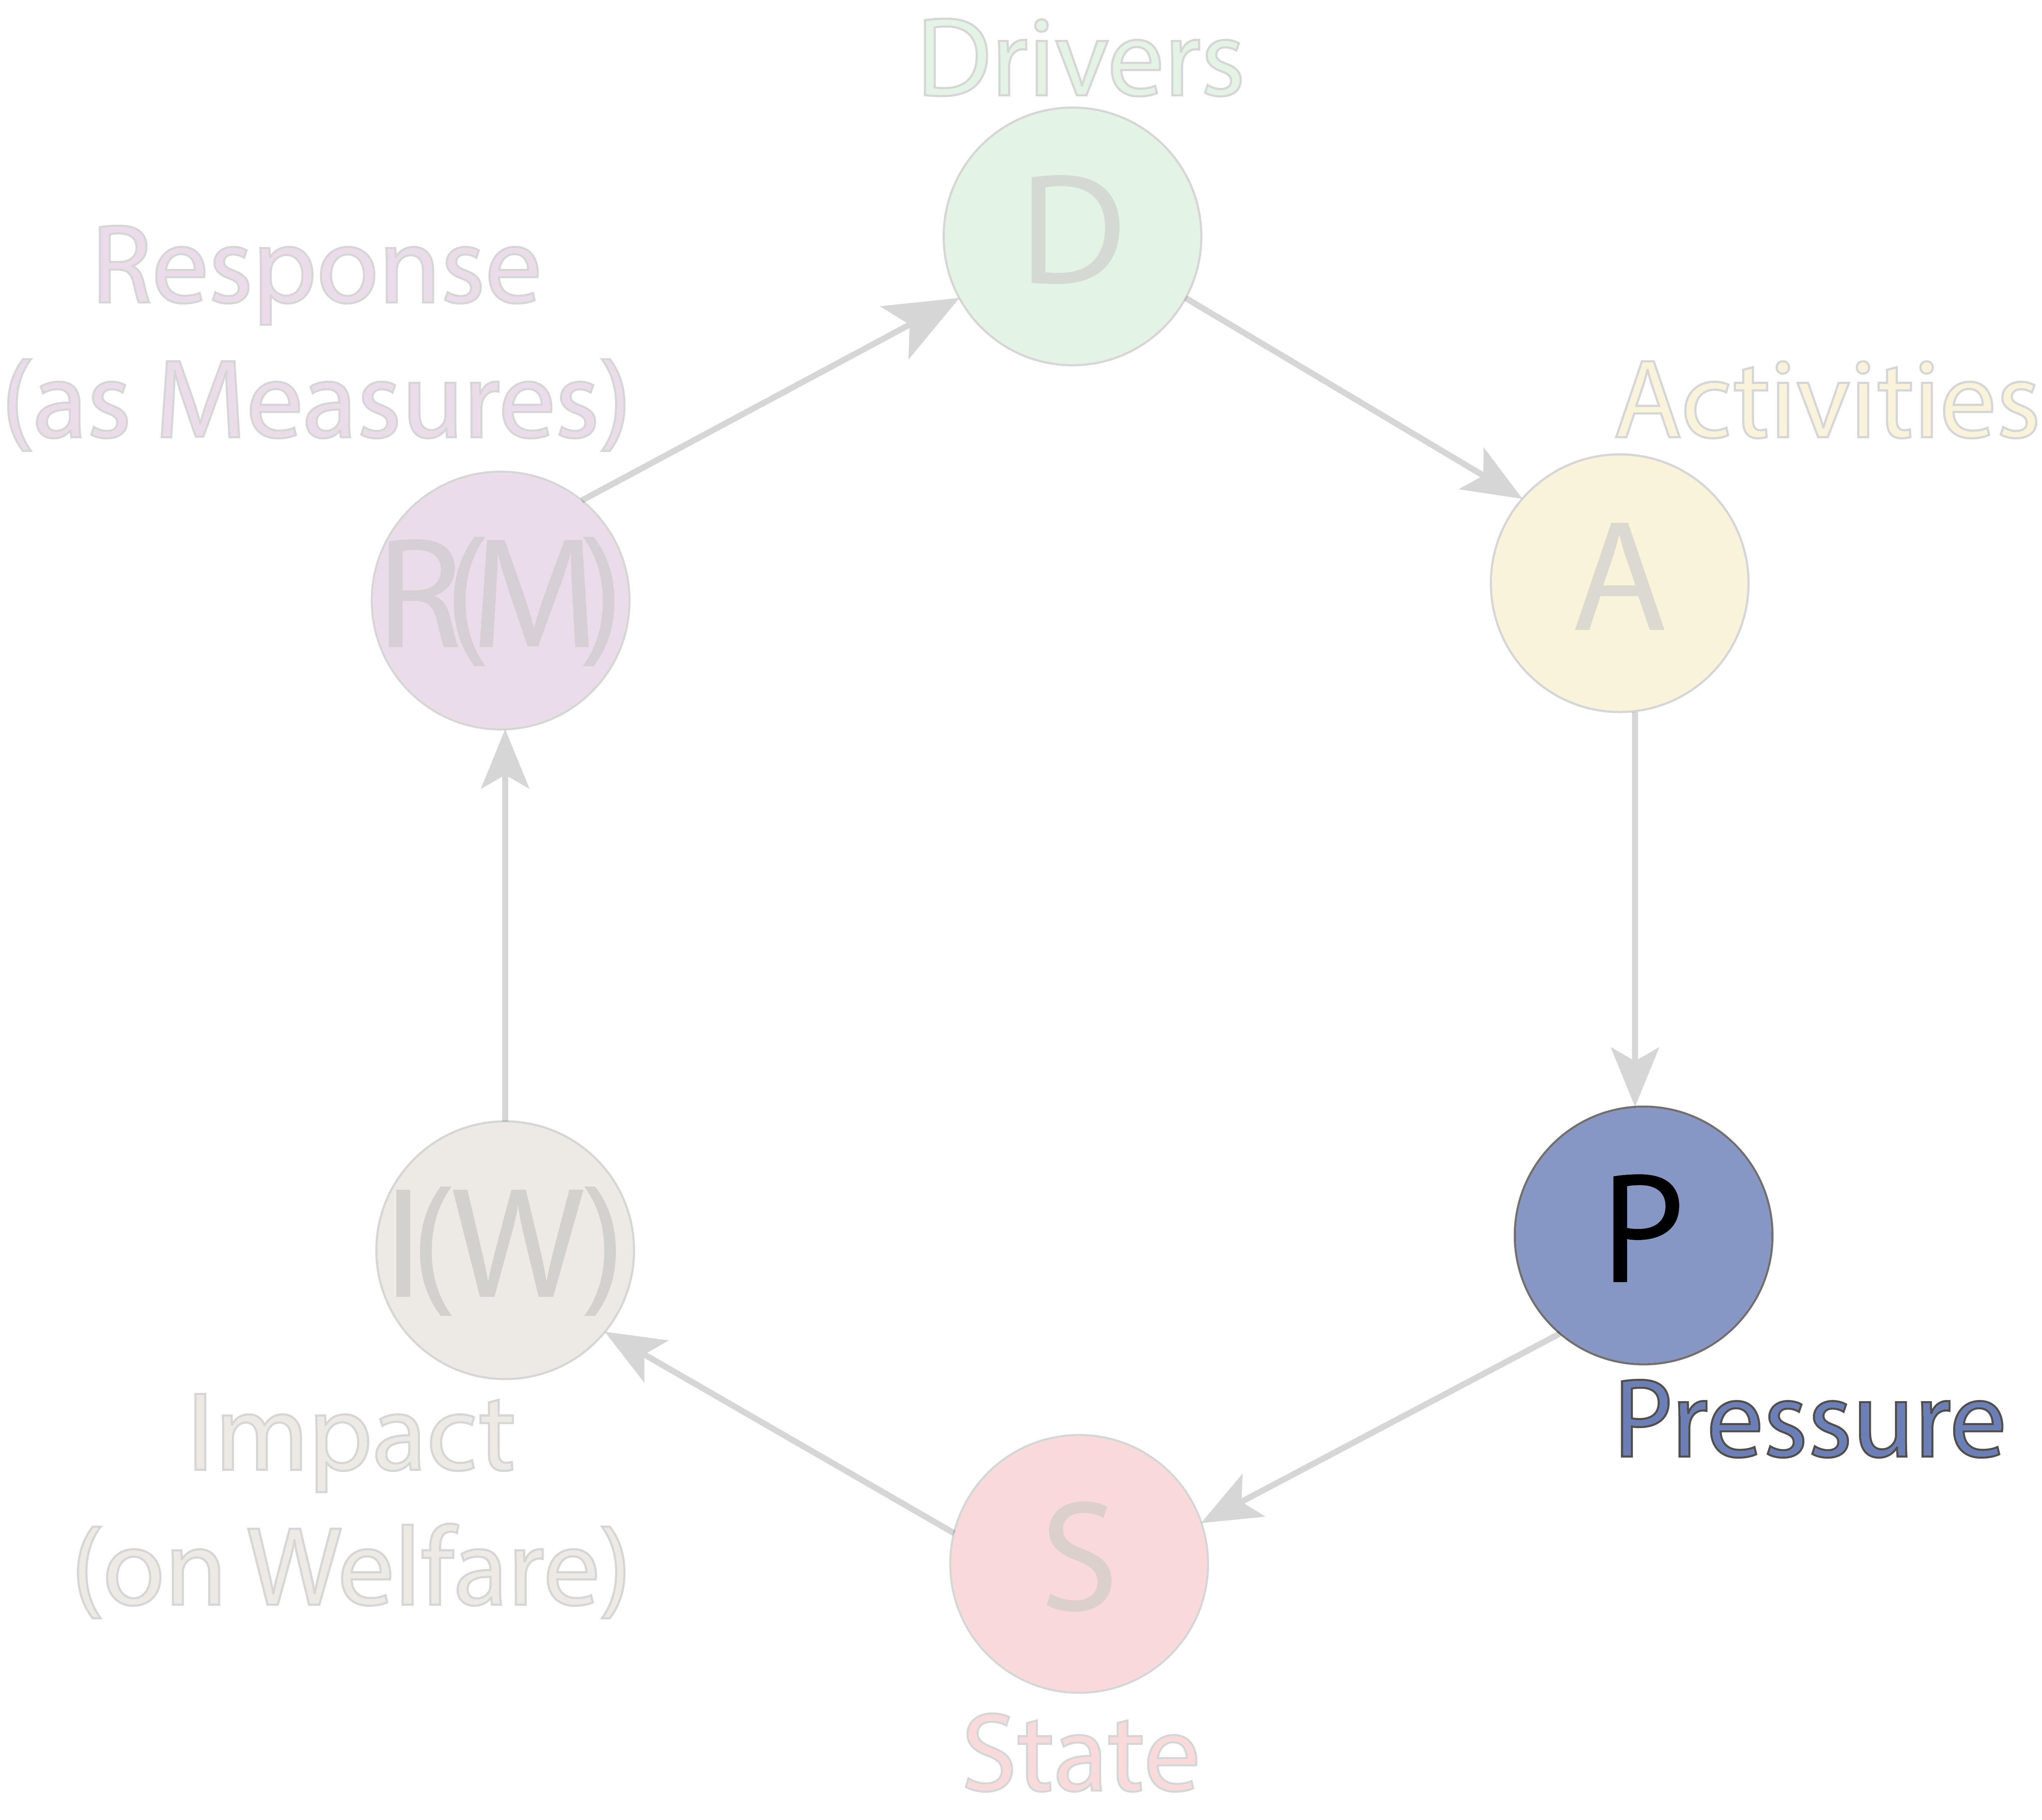 Drivers
D
Response
(as Measures)
R(M)
Activities
A
I(W)
Impact
(on Welfare)
P
Pressure
S
State